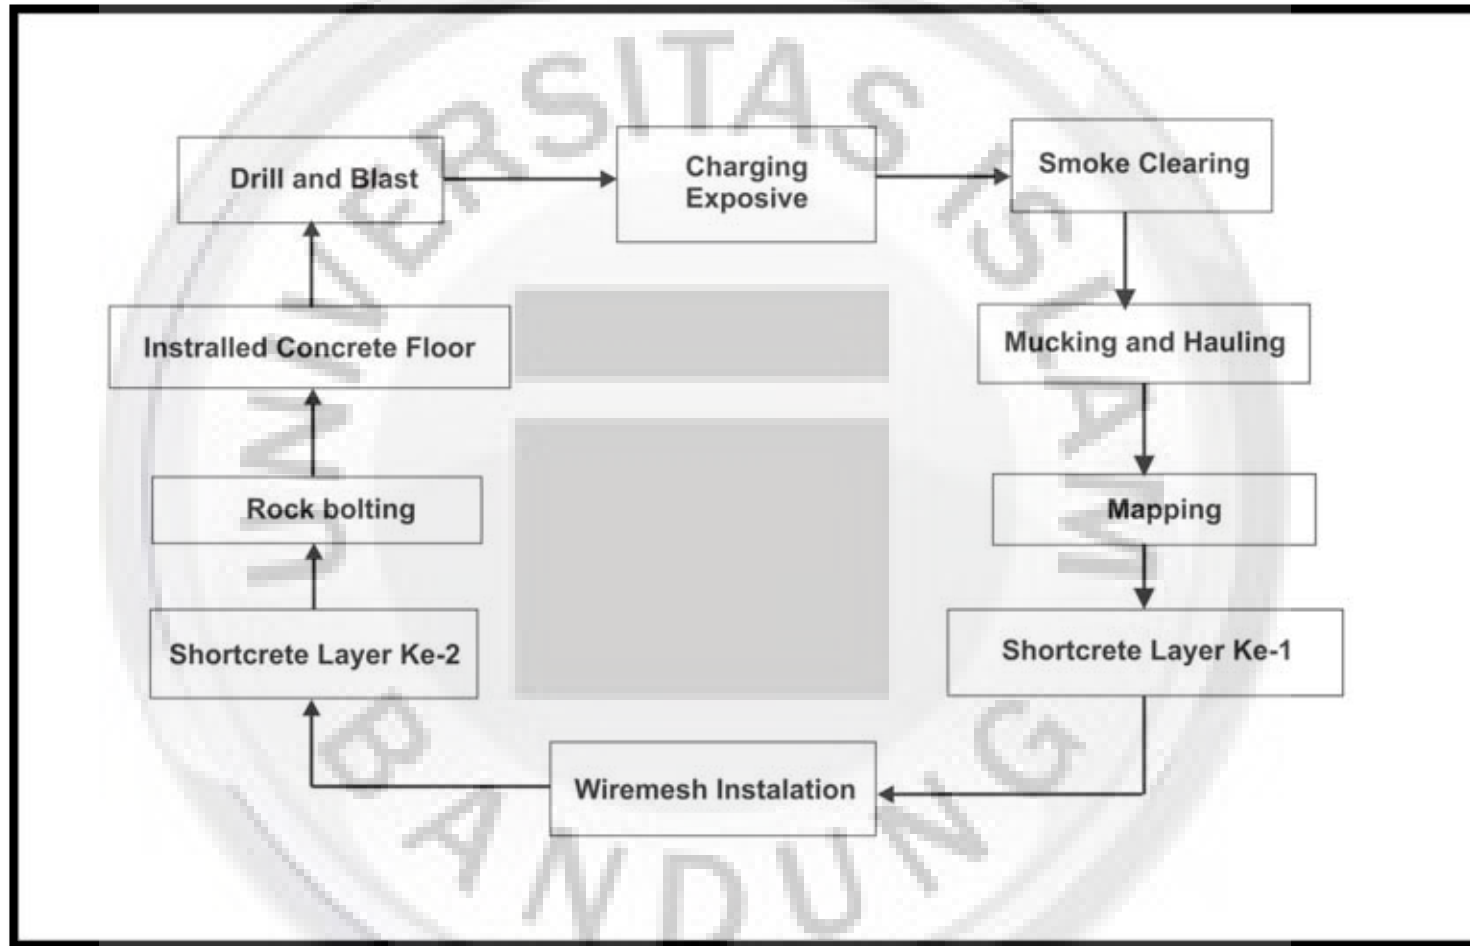 UNIVERSITAS ISLAM
BANDUNG
Drill and Blast
Charging
Exposive
Smoke Clearing
Mucking and Hauling
Mapping
Shortcrete Layer Ke-1
Wiremesh Instalation
Shortcrete Layer Ke-2
Rock bolting
Instralled Concrete Floor